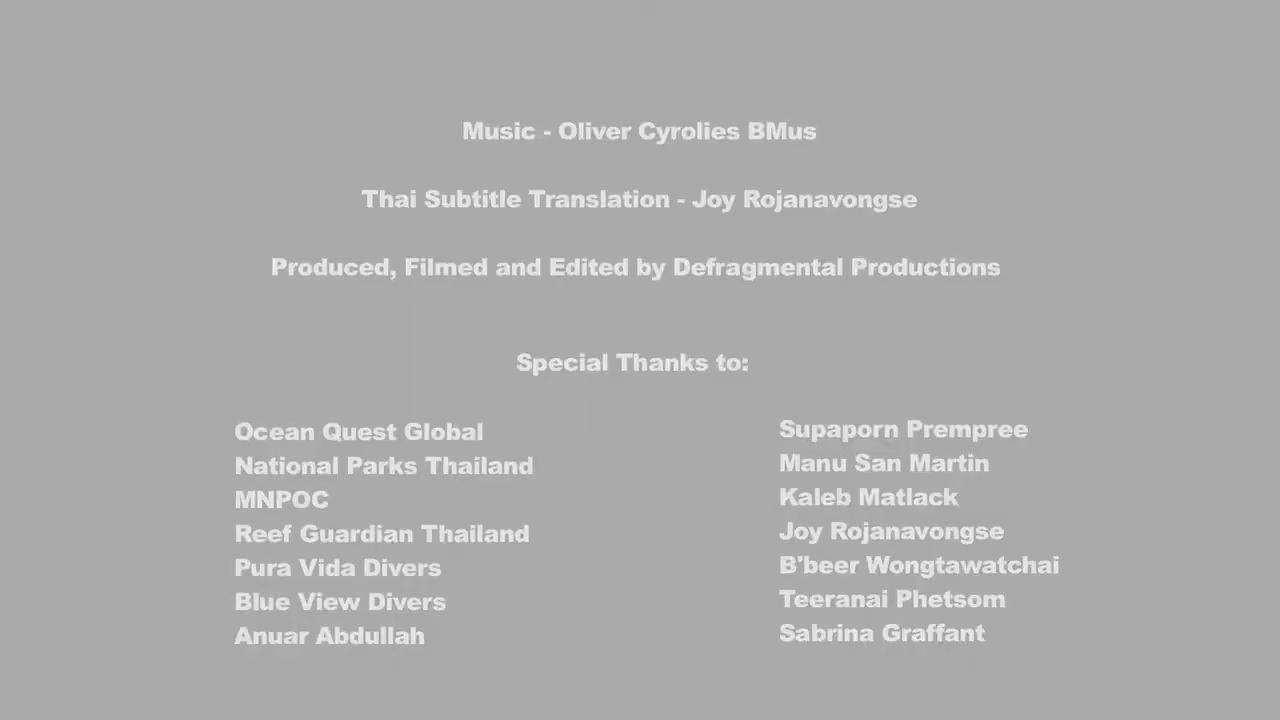 Music - Oliver Cyrolies BMus
Thai Subtitle Translation - Joy Rojanavongse
Produced, Filmed and Edited by Defragmental Productions
Special Thanks to:
Ocean Quest Global
National Parks Thailand
MNPOC
Reef Guardian Thailand
Pura Vida Divers
Blue View Divers
Anuar Abdullah
Supaporn Prempree
Manu San Martin
Kaleb Matlack
Joy Rojanavongse
B'beer Wongtawatchai
Teeranai Phetsom
Sabrina Graffant